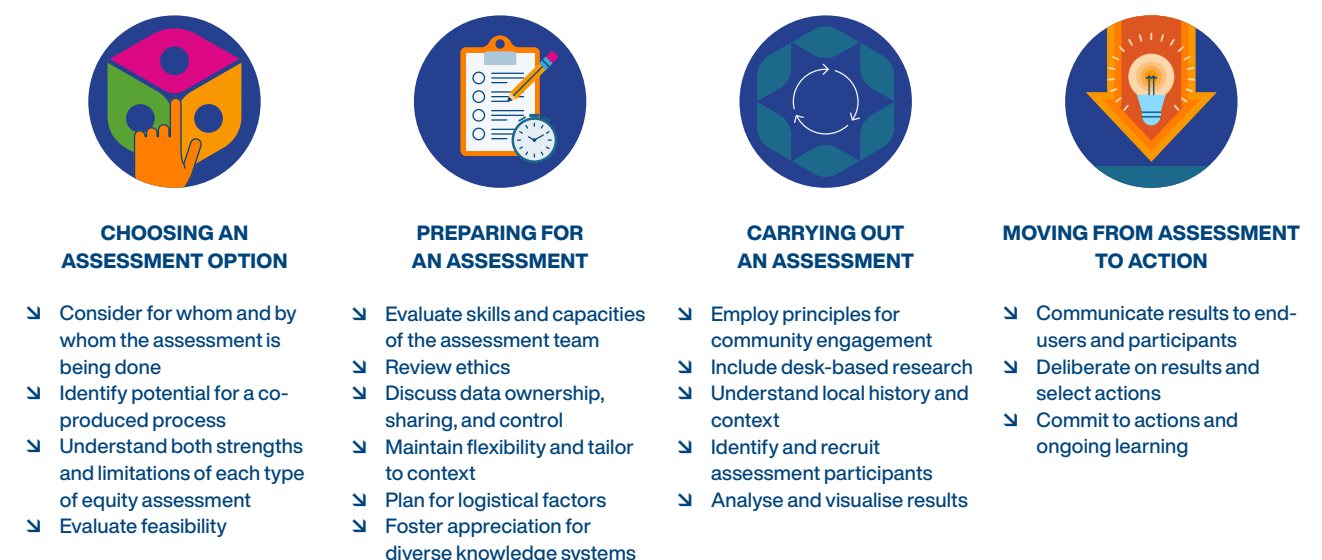 CHOOSING AN
ASSESSMENT OPTION
Consider for whom and by
whom the assessment is
being done
Identify potential for a co-
produced process
Understand both strengths
and limitations of each type
of equity assessment
Evaluate feasibility
PREPARING FOR
AN ASSESSMENT
Evaluate skills and capacities
of the assessment team
Review ethics
Discuss data ownership,
sharing, and control
Maintain flexibility and tailor
to context
Plan for logistical factors
Foster appreciation for
diverse knowledge systems
CARRYING OUT
AN ASSESSMENT
Employ principles for
community engagement
Include desk-based research
Understand local history and
context
Identify and recruit
assessment participants
Analyse and visualise results
MOVING FROM ASSESSMENT
TO ACTION
Communicate results to end-
users and participants
Deliberate on results and
select actions
Commit to actions and
ongoing learning